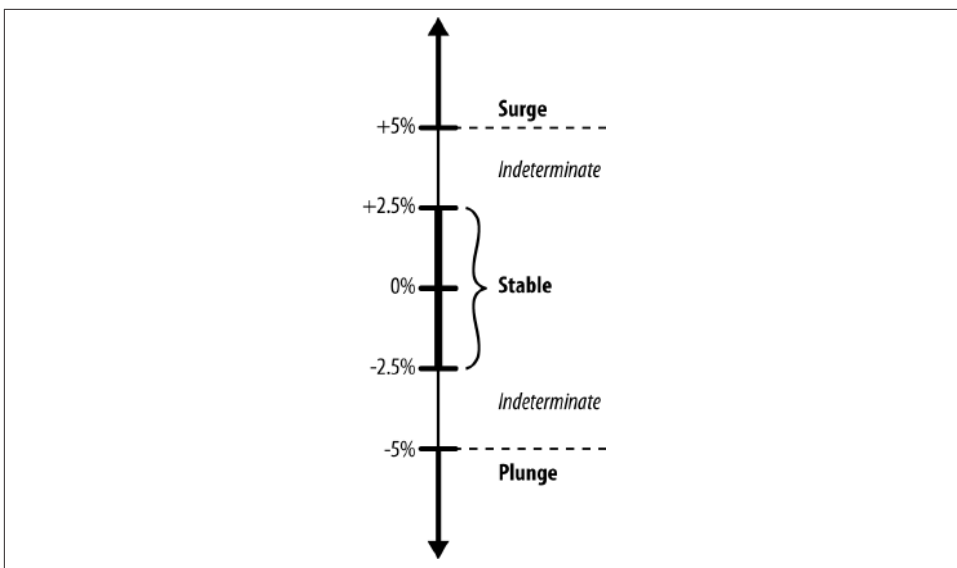 Surge
+5%
Indeterminate
+2.5%
0% Stable
-2.5%
Indeterminate
-5%
Plunge